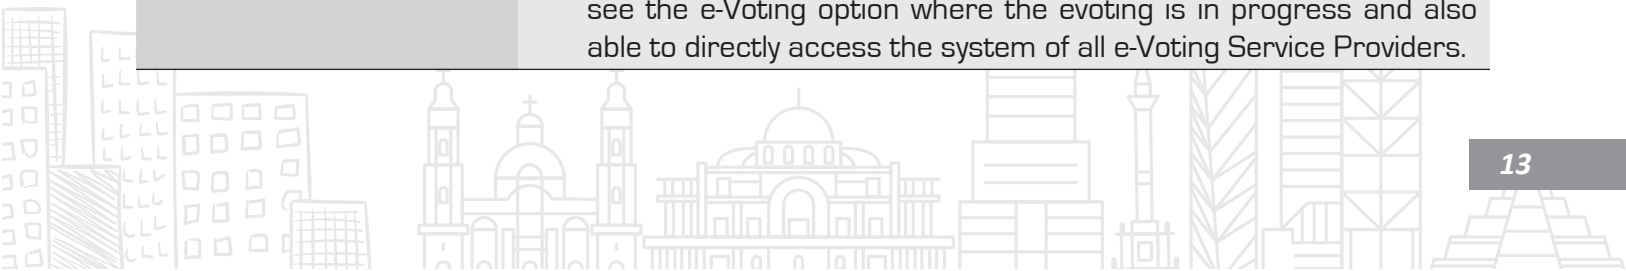 see the e-Voting option where the evoting is in progress and also
able to directly access the system of all e-Voting Service Providers.
13